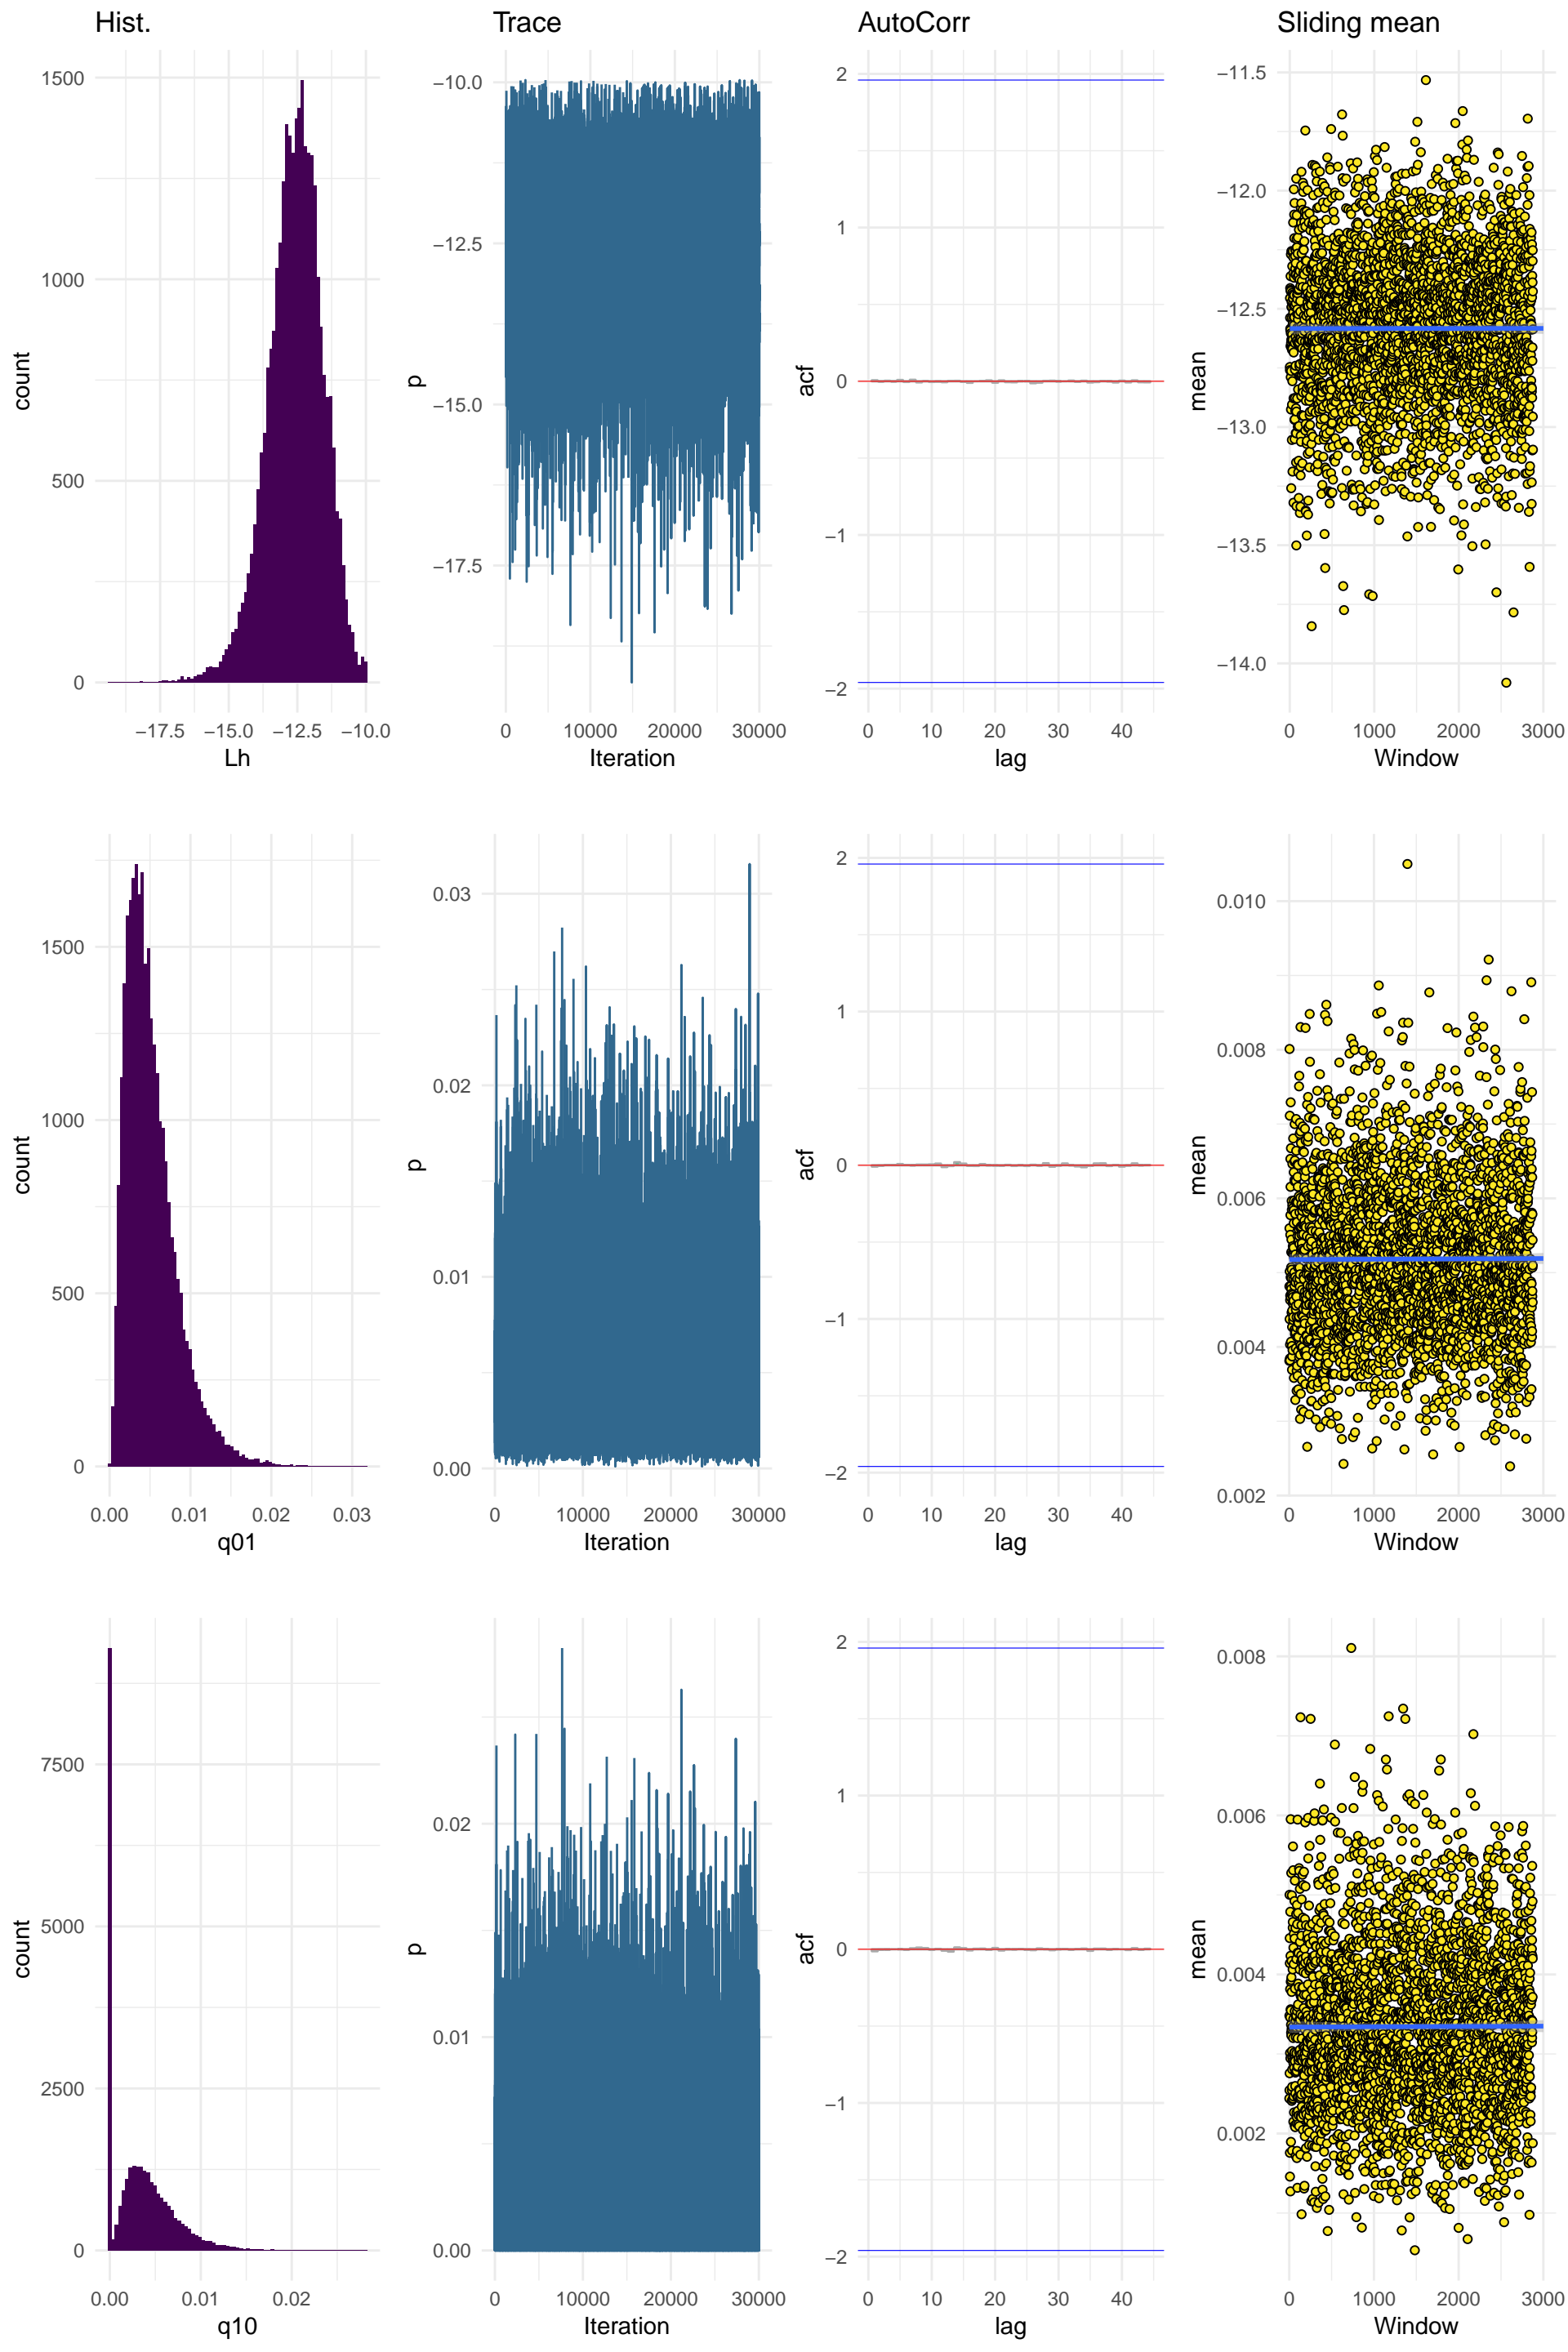 Hist. Trace AutoCorr Sliding mean
1500
1000
500
0
count
−17.5 −15.0 −12.5 −10.0
Lh
−10.0
−12.5
−15.0
−17.5
p
0 10000 20000 30000
Iteration
2
1
0
−1
−2
acf
0 10 20 30 40
lag
−11.5
−12.0
−12.5
−13.0
−13.5
−14.0
mean
0 1000 2000 3000
Window
1500
1000
500
0
count
0.00 0.01 0.02 0.03
q01
0.03
0.02
0.01
0.00
p
0 10000 20000 30000
Iteration
2
1
0
−1
−2
acf
0 10 20 30 40
lag
0.010
0.008
0.006
0.004
0.002
mean
0 1000 2000 3000
Window
7500
5000
2500
0
count
0.00 0.01 0.02
q10
0.02
0.01
0.00
p
0 10000 20000 30000
Iteration
2
1
0
−1
−2
acf
0 10 20 30 40
lag
0.008
0.006
0.004
0.002
mean
0 1000 2000 3000
Window